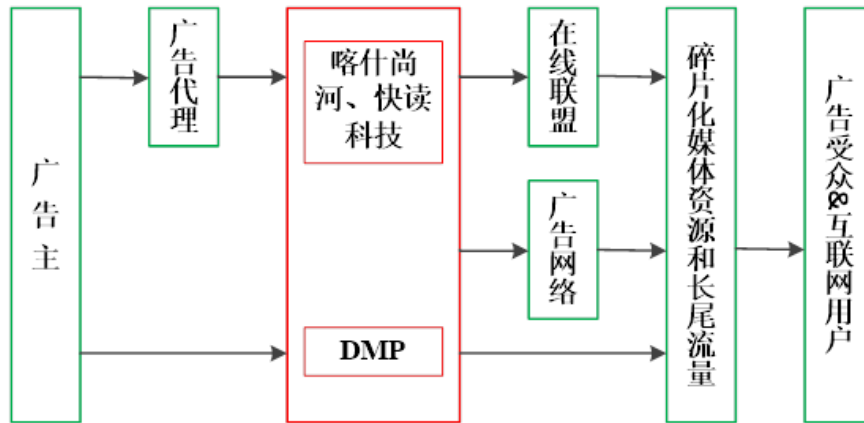 广告主
广告代理
喀什尚
河、快读
科技
DMP
在线联盟
广告网络
碎片化媒体资源和长尾流量
广告受众&互联网用户